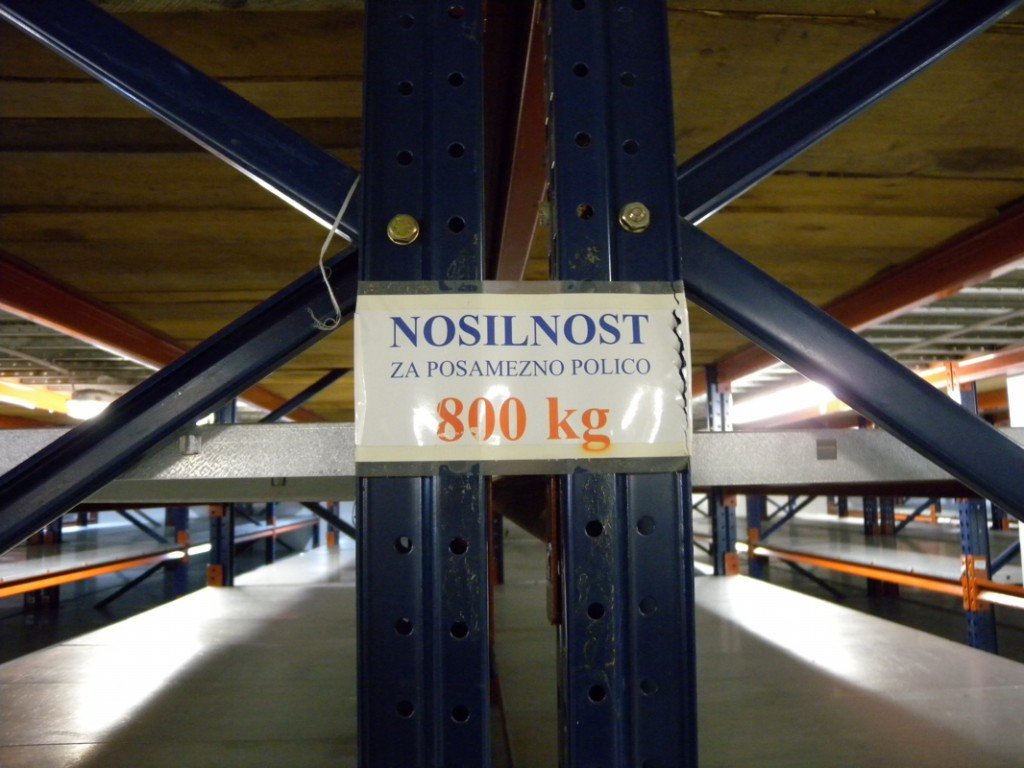 NOSILNOST
ZA POSAMEZNO POLICO
800 kg